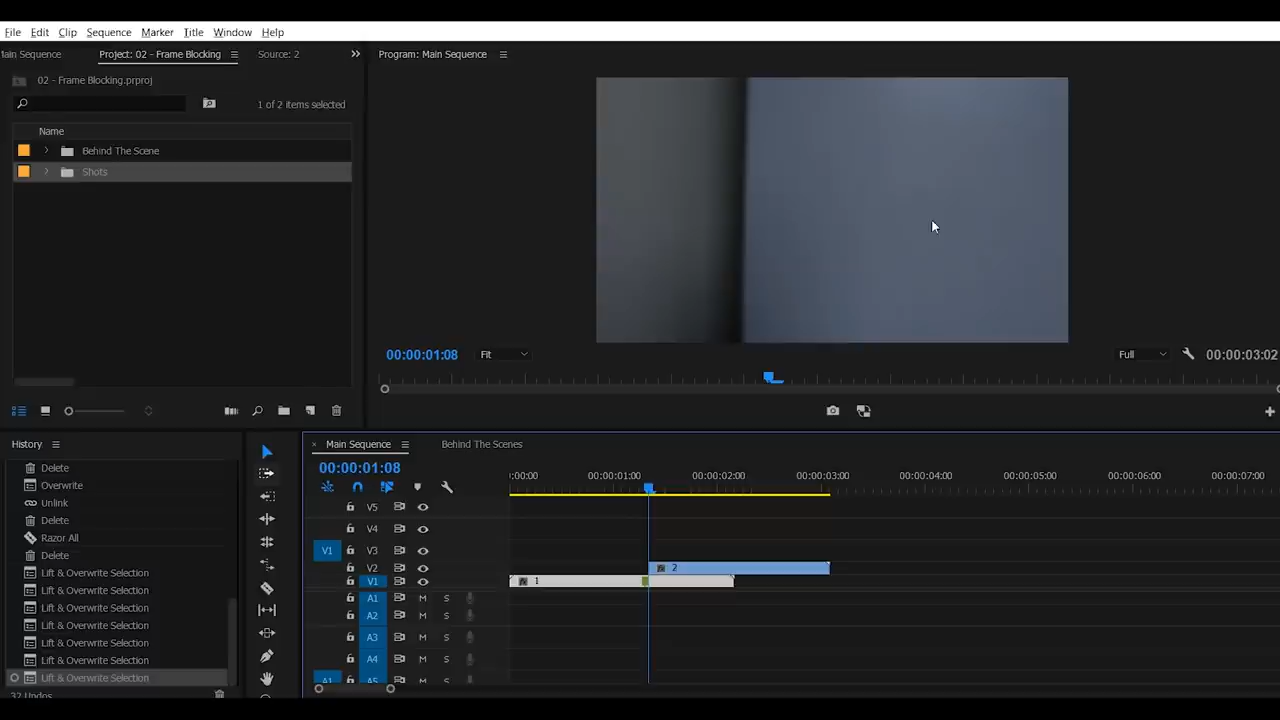 File Edit Clip Sequence Marker Title Window Help
ain Sequence Project: 02 - Frame Blocking Source: 2 Program: Main Sequence
02 - Frame Blocking.prproj
1 of 2 items selected
Name
Behind The Scene
Shots
00:00:01:08 Fit Full 00:00:03:02
History Main Sequence Behind The Scenes
00:00:01:08
:00:00 00:00:01:00 00:00:02:00 00:00:03:00 00:00:04:00 00:00:05:00 00:00:06:00 00:00:07:00
Delete
Overwrite
Unlink
Delete
Razor All
Delete
Lift & Overwrite Selection
Lift & Overwrite Selection
Lift & Overwrite Selection
Lift & Overwrite Selection
Lift & Overwrite Selection
Lift & Overwrite Selection
Lift & Overwrite Selection
32 Undos
V5
V4
V1 V3
V2 2
V1 1
A1 M S
A2 M S
A3 M S
A4 M S
A1 A5 M S